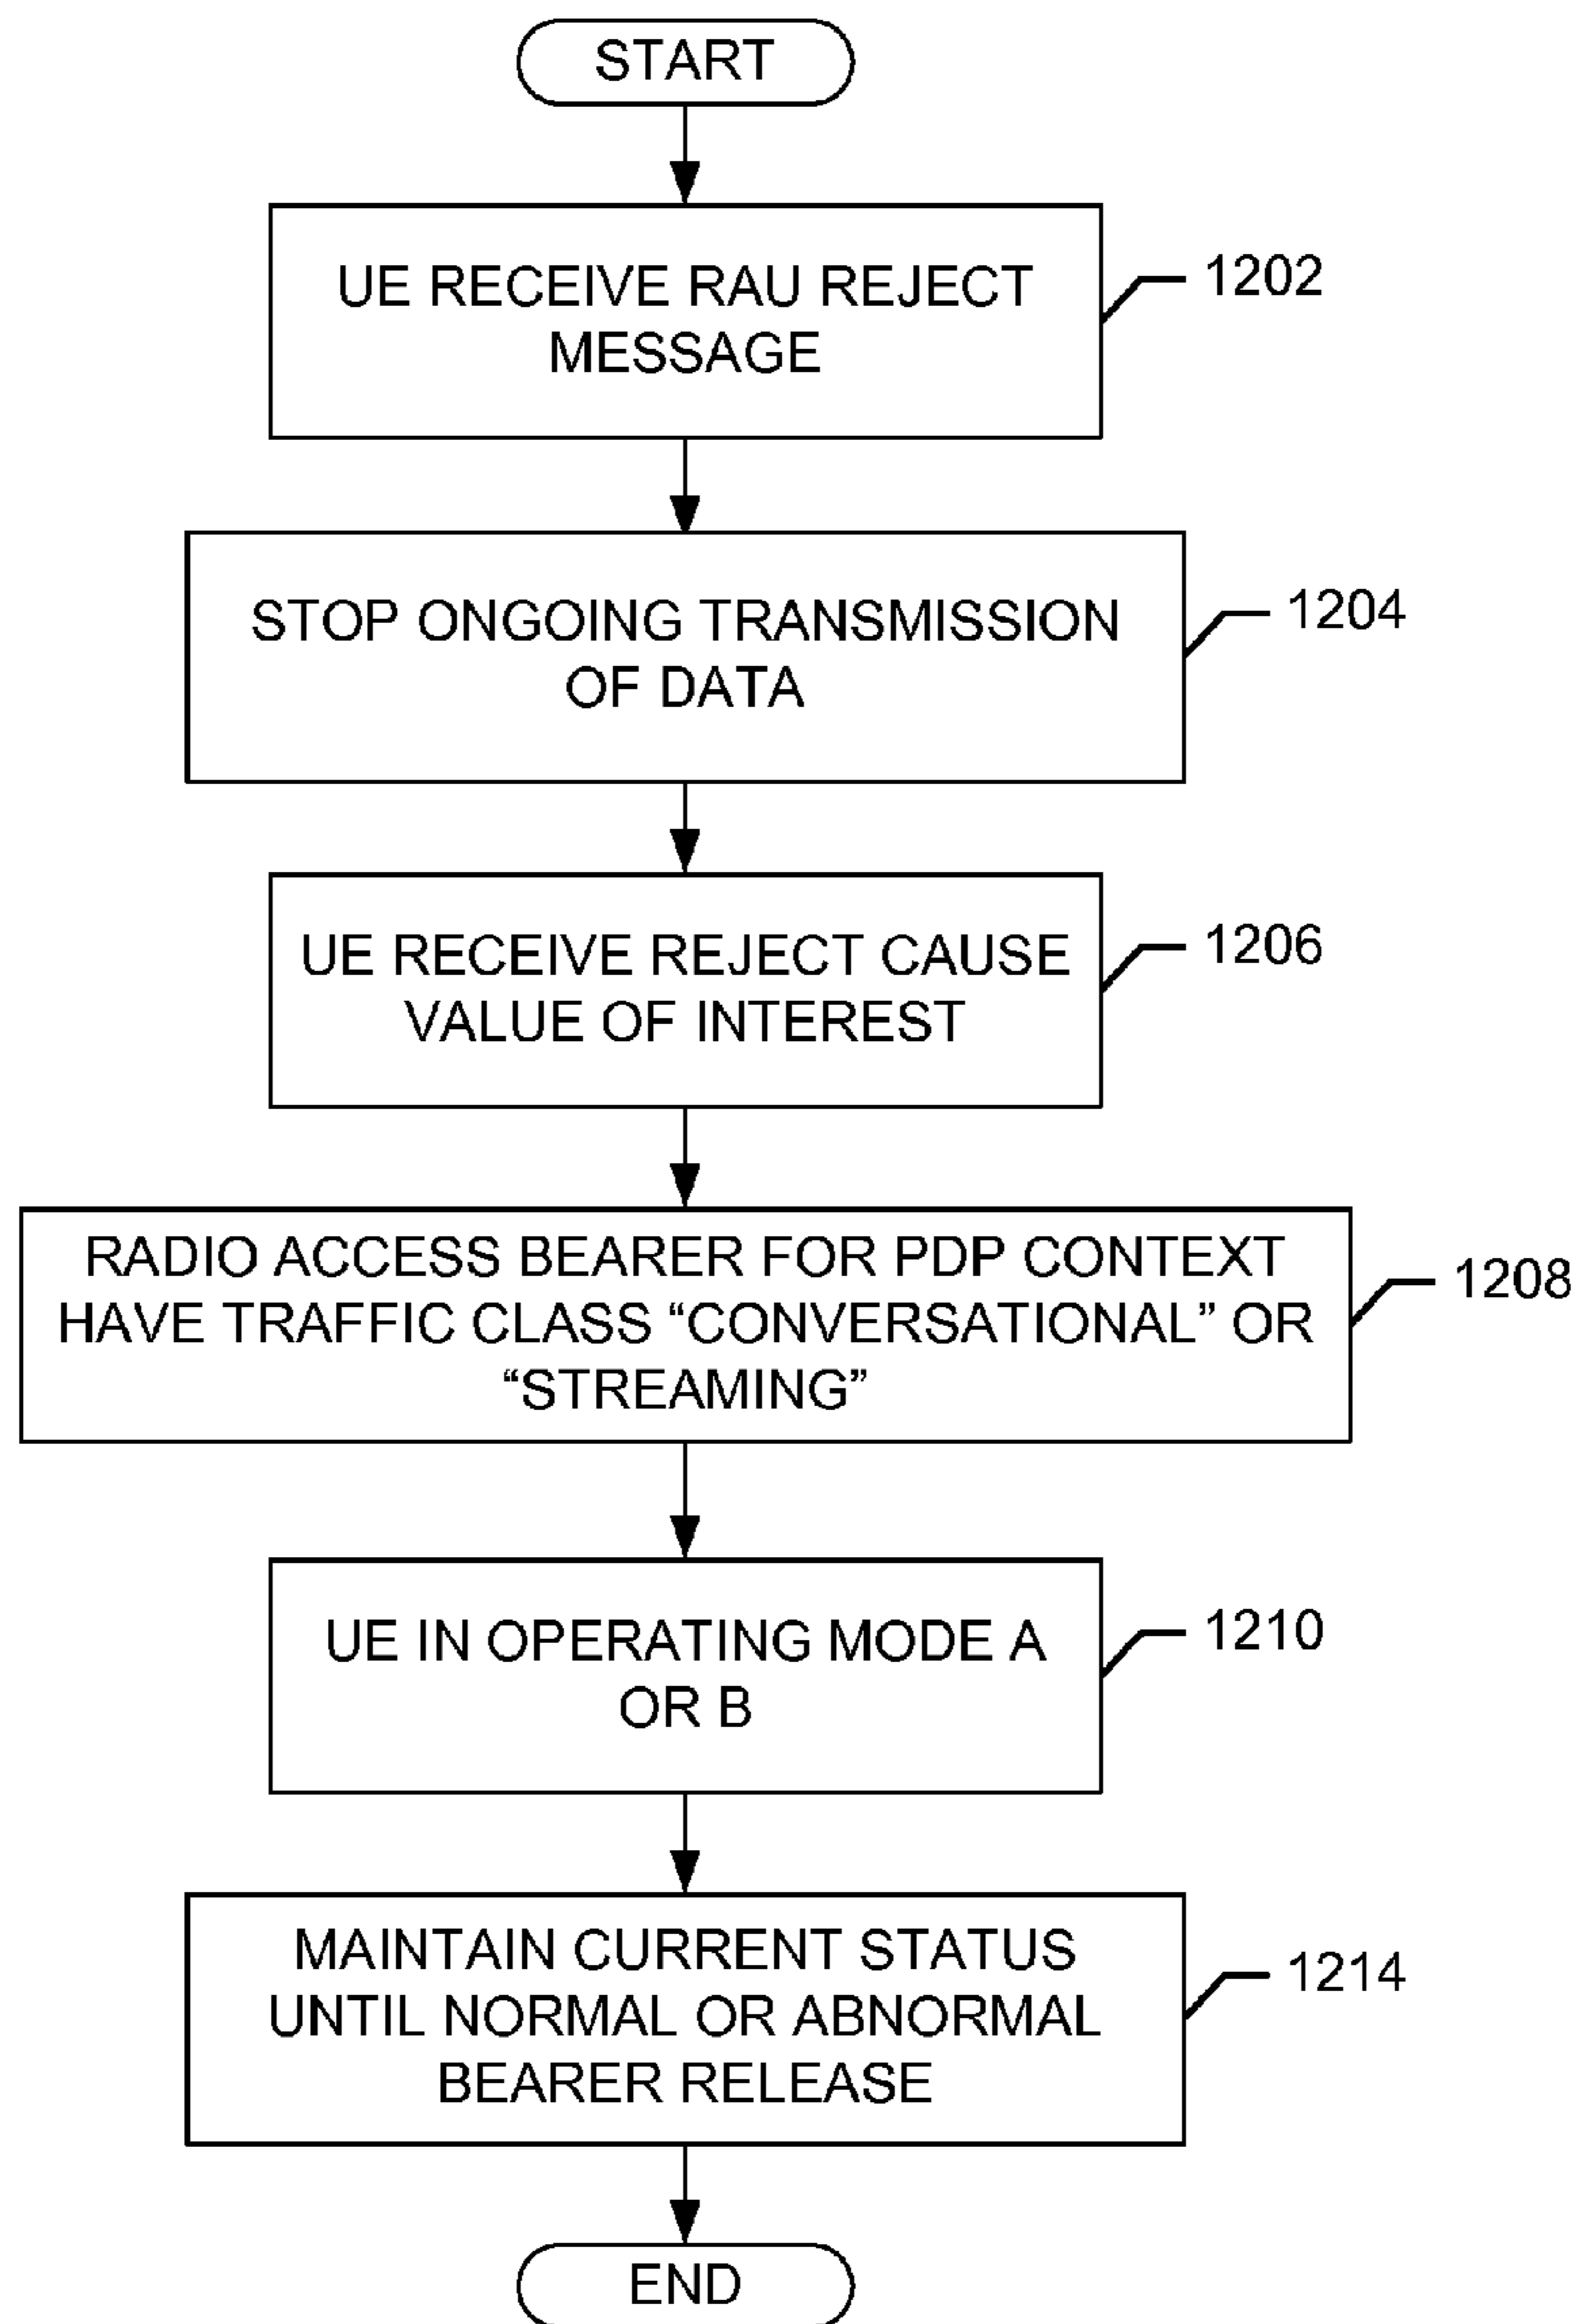 START
UE RECEIVE RAU REJECT
MESSAGE
1202
STOP ONGOING TRANSMISSION
OF DATA
1204
UE RECEIVE REJECT CAUSE
VALUE OF INTEREST
1206
RADIO ACCESS BEARER FOR PDP CONTEXT
HAVE TRAFFIC CLASS “CONVERSATIONAL” OR
“STREAMING”
1208
UE IN OPERATING MODE A
OR B
1210
MAINTAIN CURRENT STATUS
UNTIL NORMAL OR ABNORMAL
BEARER RELEASE
1214
END